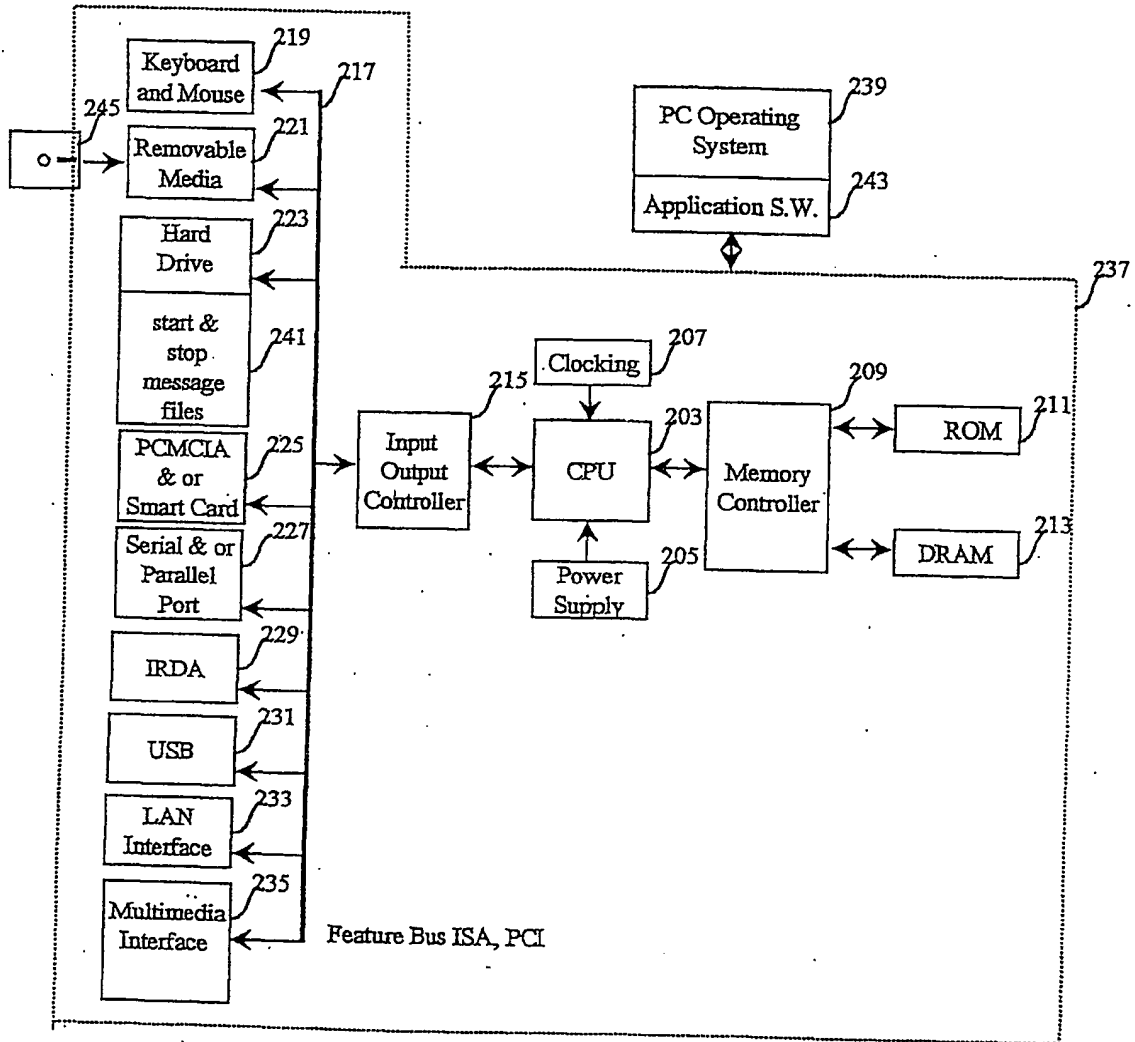 219
Keyboard
and Mouse
217
245
221
Removable
Media
239
PC Operating
System
243
Application S.W.
223
Hard
Drive
237
start &
stop
message
files
241
207
Clocking
215
Input
Output
Controller
203
CPU
209
Memory
Controller
ROM
211
PCMCIA
& or
Smart Card
225
227
Serial & or
Parallel
Port
Power
Supply
205
DRAM
213
229
IRDA
231
USB
233
LAN
Interface
235
Multimedia
Interface
Feature Bus ISA, PCI